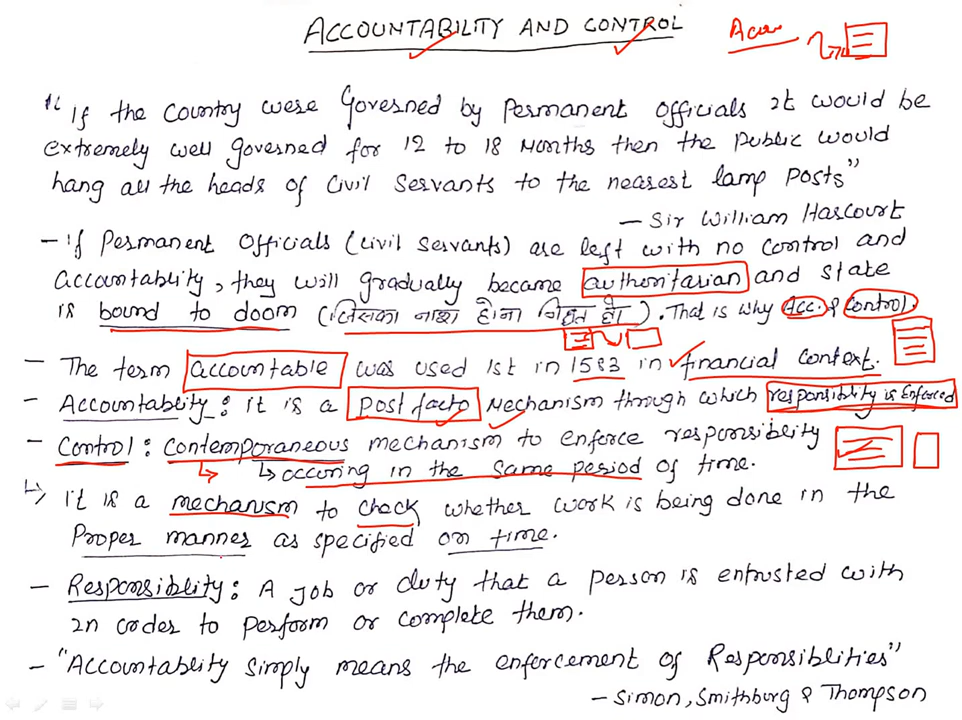 ACCOUNTABILITY AND CONTROL
Acou
"If the Country were Governed by Permanent Officials It would be
extremely well Governed for 12 to 18 Months then the Public would
hang all the heads of Civil Servants to the nearest lamp Posts"
— Sir William Harcourt
- If Permanent Officials (Civil Servants) are left with no Control and
Accountablity, they will gradually became authoritarian and state
is bound to doom (जिसका नाश होना निश्चित हो). That is why Acc. & Control.
- The term accountable was used 1st in 1583 in financial context.
- Accountablity: it is a Post facto Mechanism through which responsiblity is Enforced
- Control: Contemporaneous mechanism to enforce responsiblity
↳ occuring in the same period of time.
↳ it is a mechanism to check whether work is being done in the
Proper manner as specified on time.
- Responsiblity: A Job or duty that a person is entrusted with
In order to perform or complete them.
- "Accountablity Simply means the enforcement of Responsiblities"
— Simon, Smithburg & Thompson